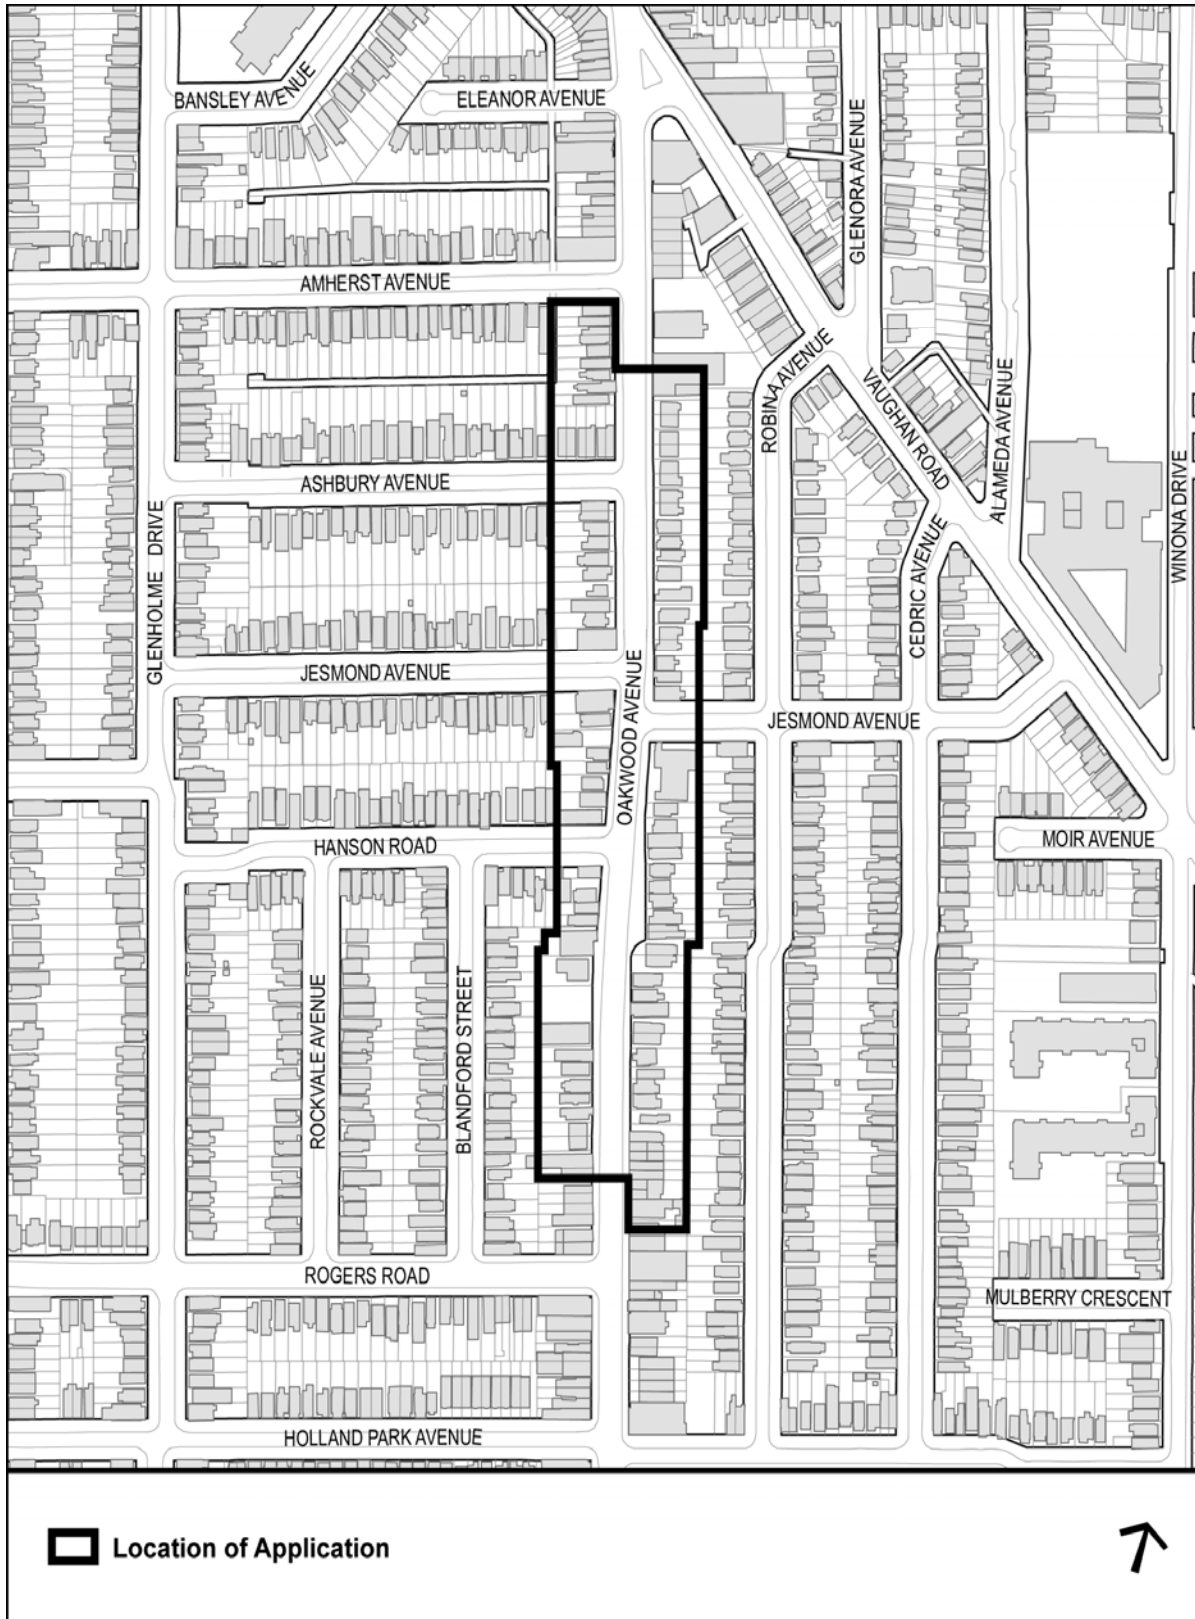 BANSLEY AVENUE
ELEANOR AVENUE
GLENORA AVENUE
AMHERST AVENUE
ROBINA AVENUE
VAUGHAN ROAD
ALAMEDA AVENUE
WINONA DRIVE
ASHBURY AVENUE
GLENHOLME DRIVE
CEDRIC AVENUE
JESMOND AVENUE
OAKWOOD AVENUE
JESMOND AVENUE
HANSON ROAD
MOIR AVENUE
ROCKVALE AVENUE
BLANDFORD STREET
ROGERS ROAD
MULBERRY CRESCENT
HOLLAND PARK AVENUE
Location of Application